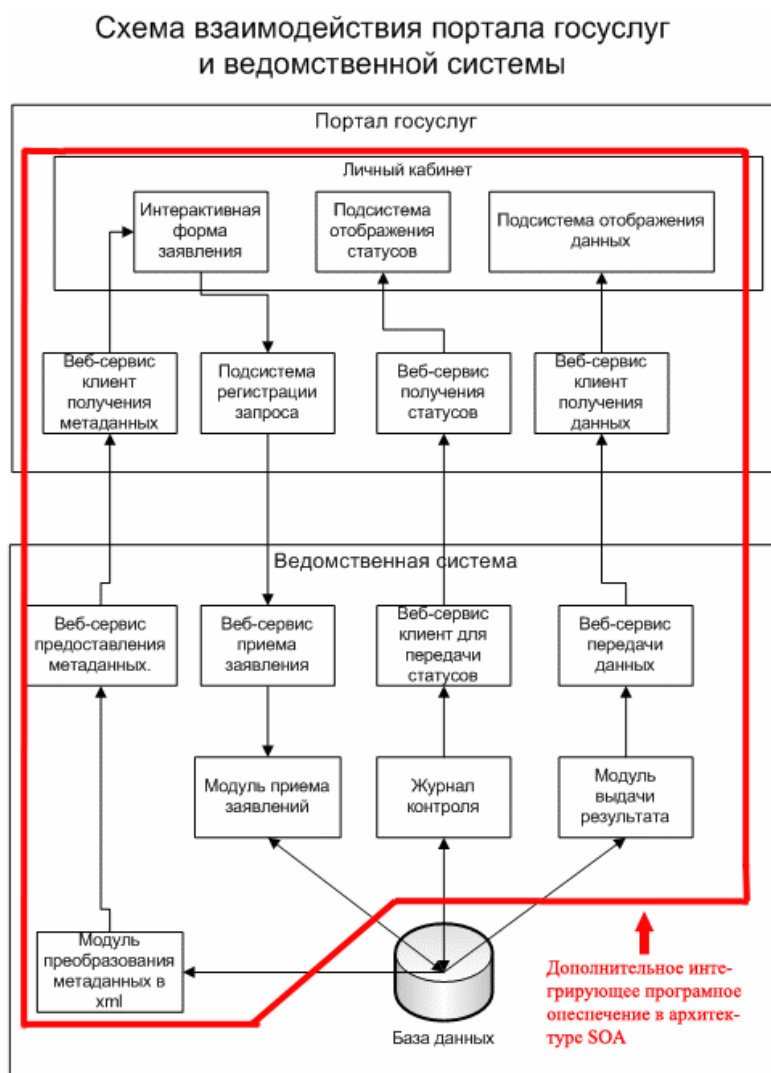 Схема взаимодействия портала госуслуг
и ведомственной системы
Портал госуслуг
Личный кабинет
Интерактивная
форма
заявления
Подсистема
отображения
статусов
Подсистема отображения
данных
Веб-сервис
клиент
получения
метаданных
Подсистема
регистрации
запроса
Веб-сервис
получения
статусов
Веб-сервис
клиент
получения
данных
Ведомственная система
Веб-сервис
предоставления
метаданных.
Веб-сервис
приема
заявления
Веб-сервис
клиент для
передачи
статусов
Веб-сервис
передачи
данных
Модуль приема
заявлений
Журнал
контроля
Модуль
выдачи
результата
Модуль
преобразования
метаданных в
xml
База данных
Дополнительное инте-
грирующее програмное
опеспечение в архитек-
туре SOA